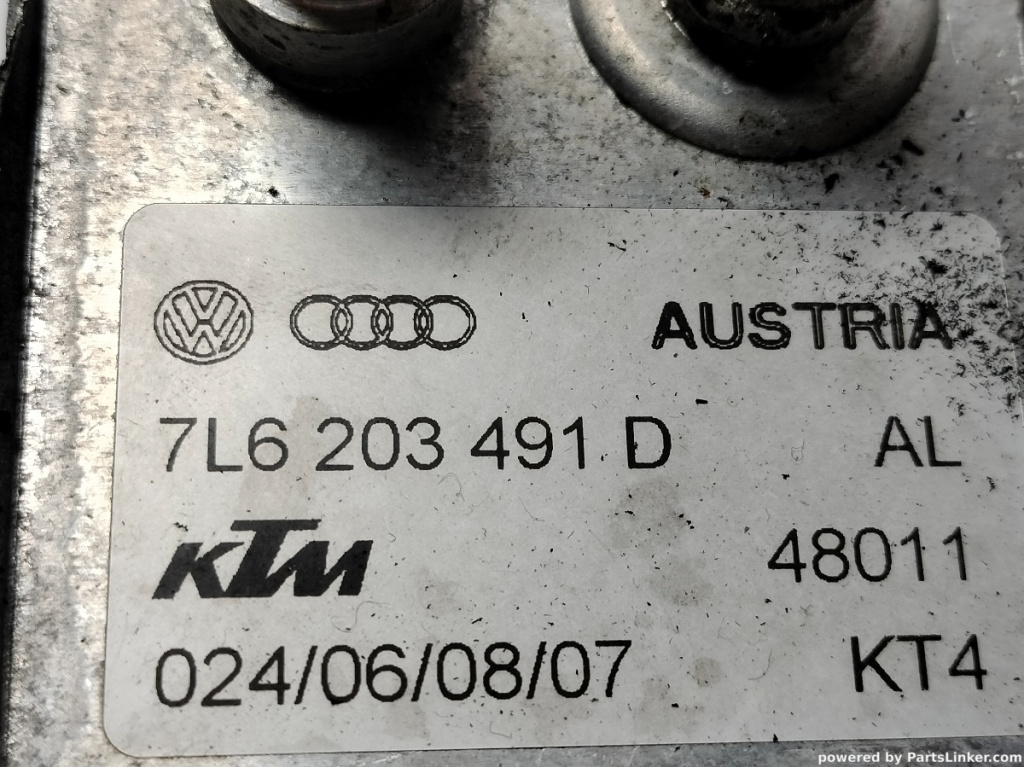 AUSTRIA
7L6 203 491 D AL
KTM 48011
024/06/08/07 KT4
powered by PartsLinker.com